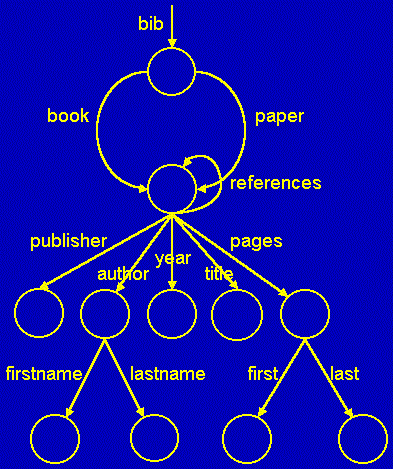 bib
book
paper
references
publisher
author
year
title
pages
firstname
lastname
first
last